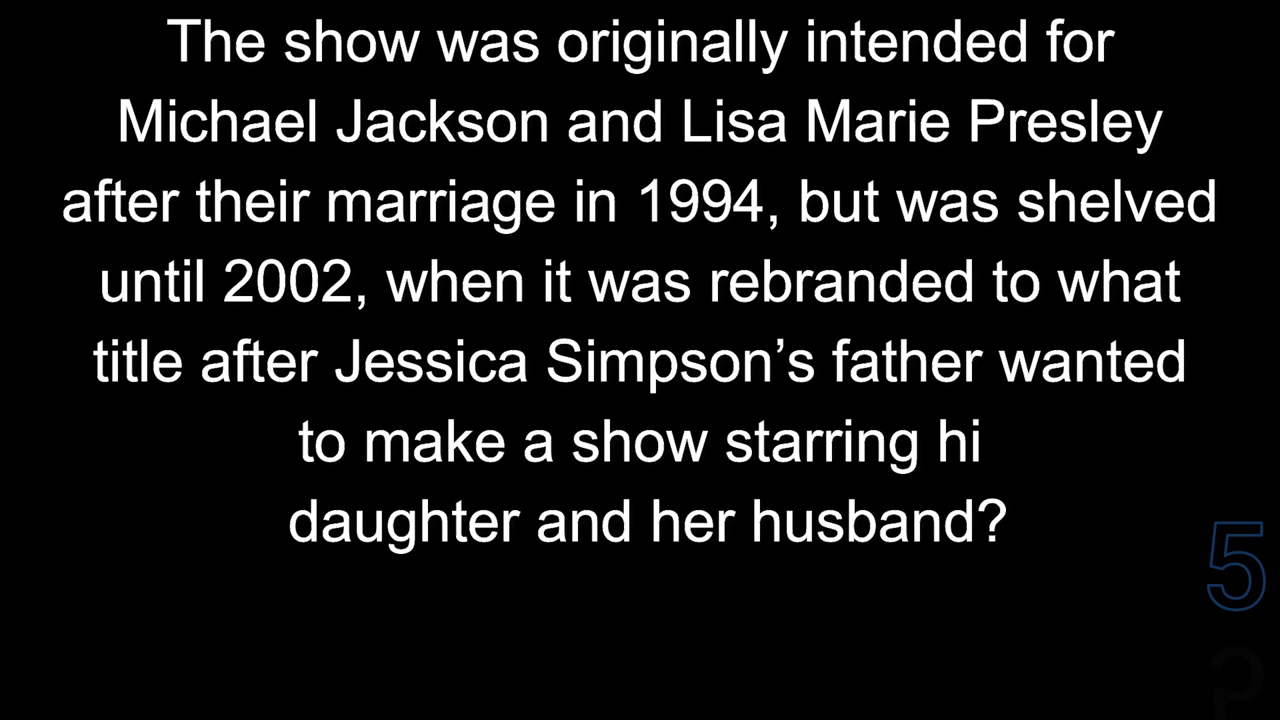 The show was originally intended for
Michael Jackson and Lisa Marie Presley
after their marriage in 1994, but was shelved
until 2002, when it was rebranded to what
title after Jessica Simpson’s father wanted
to make a show starring hi
daughter and her husband?
5